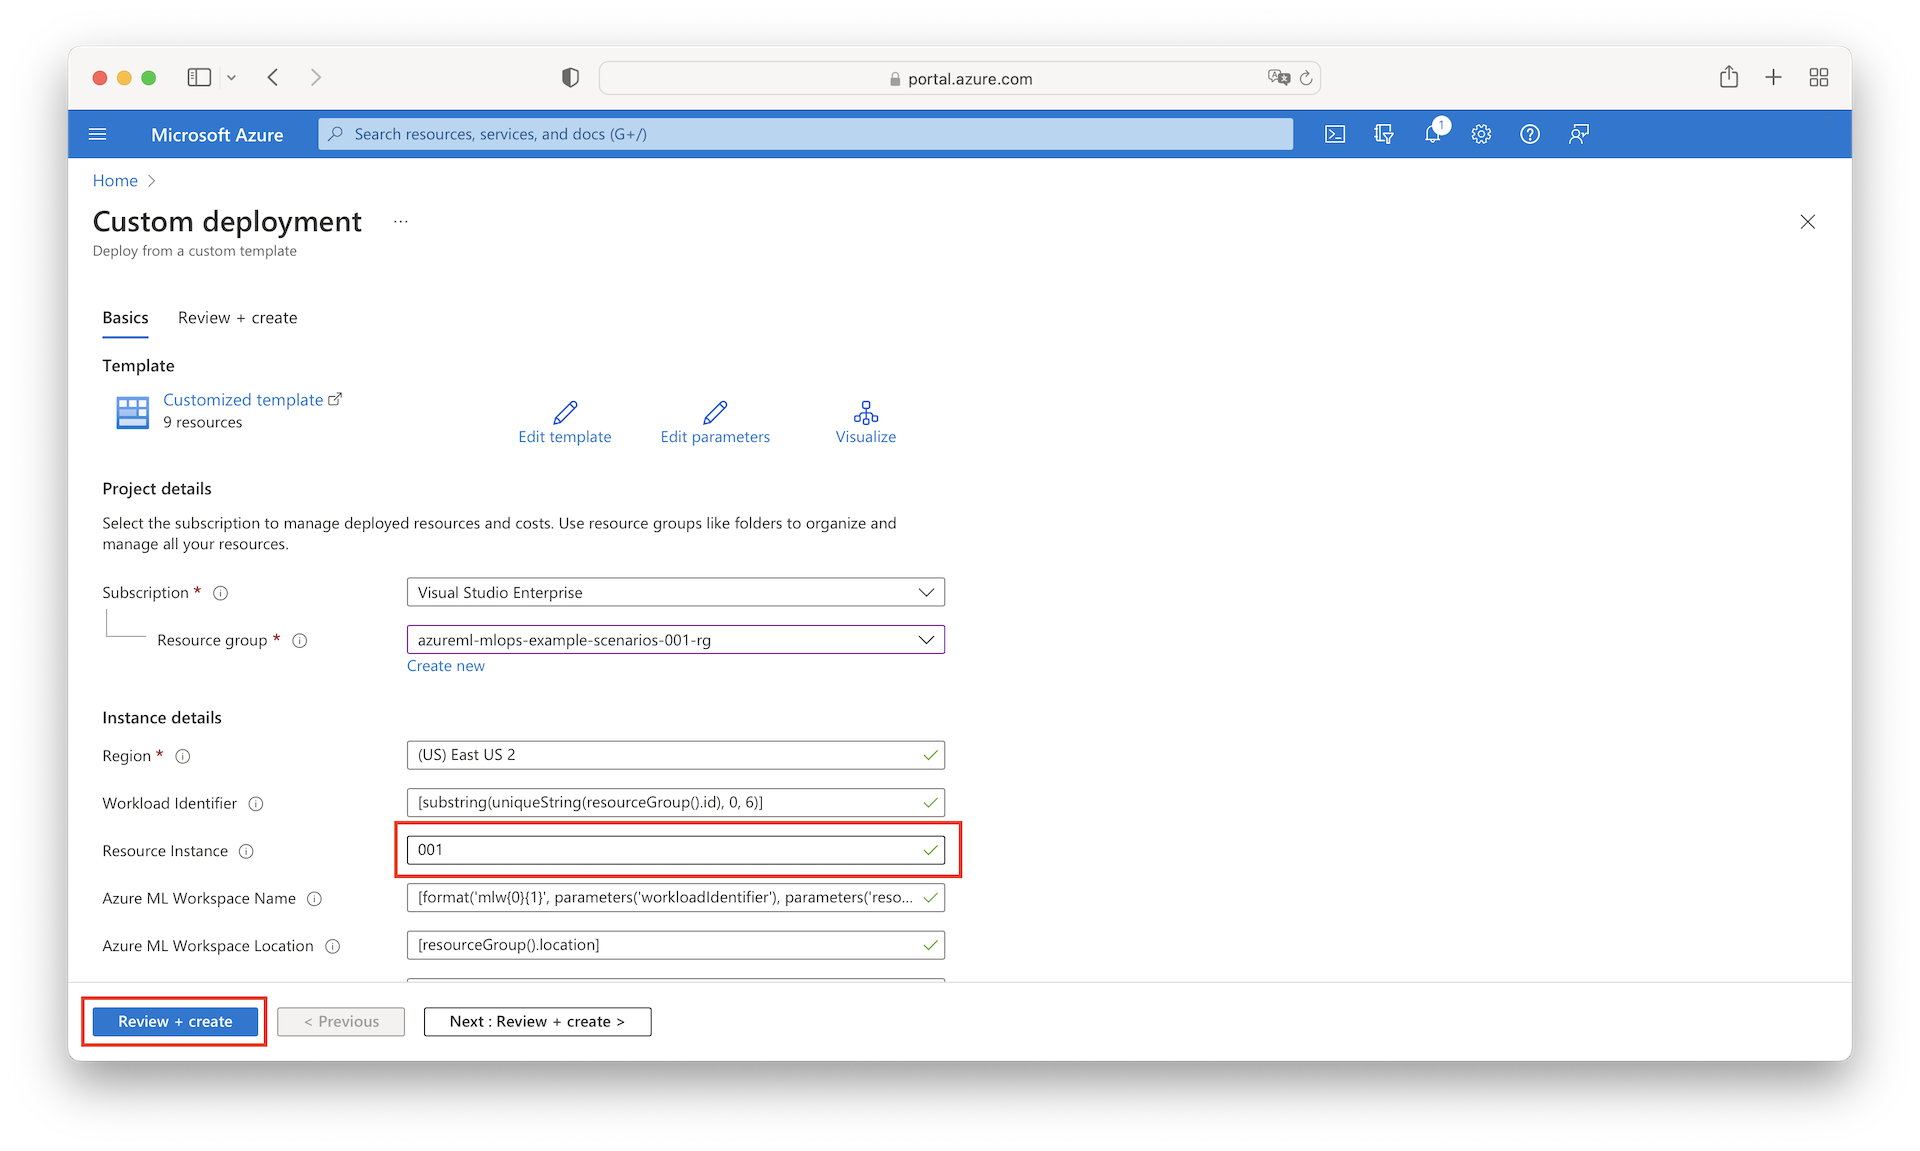 portal.azure.com
Microsoft Azure
Search resources, services, and docs (G+/)
1
Home
Custom deployment
...
Deploy from a custom template
Basics
Review + create
Template
Customized template
9 resources
Edit template
Edit parameters
Visualize
Project details
Select the subscription to manage deployed resources and costs. Use resource groups like folders to organize and
manage all your resources.
Subscription *
Visual Studio Enterprise
Resource group *
azureml-mlops-example-scenarios-001-rg
Create new
Instance details
Region *
(US) East US 2
Workload Identifier
[substring(uniqueString(resourceGroup().id), 0, 6)]
Resource Instance
001
Azure ML Workspace Name
[format('mlw{0}{1}', parameters('workloadIdentifier'), parameters('reso...
Azure ML Workspace Location
[resourceGroup().location]
Review + create
< Previous
Next : Review + create >